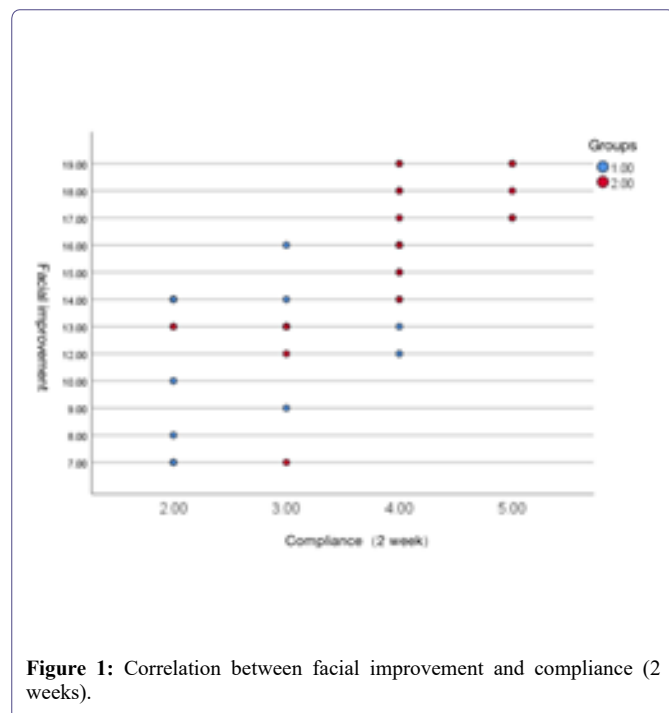 Groups
1.00
2.00
19.00
18.00
17.00
16.00
15.00
14.00
13.00
12.00
10.00
9.00
8.00
7.00
Facial improvement
2.00 3.00 4.00 5.00
Compliance (2 week)
Figure 1: Correlation between facial improvement and compliance (2
weeks).